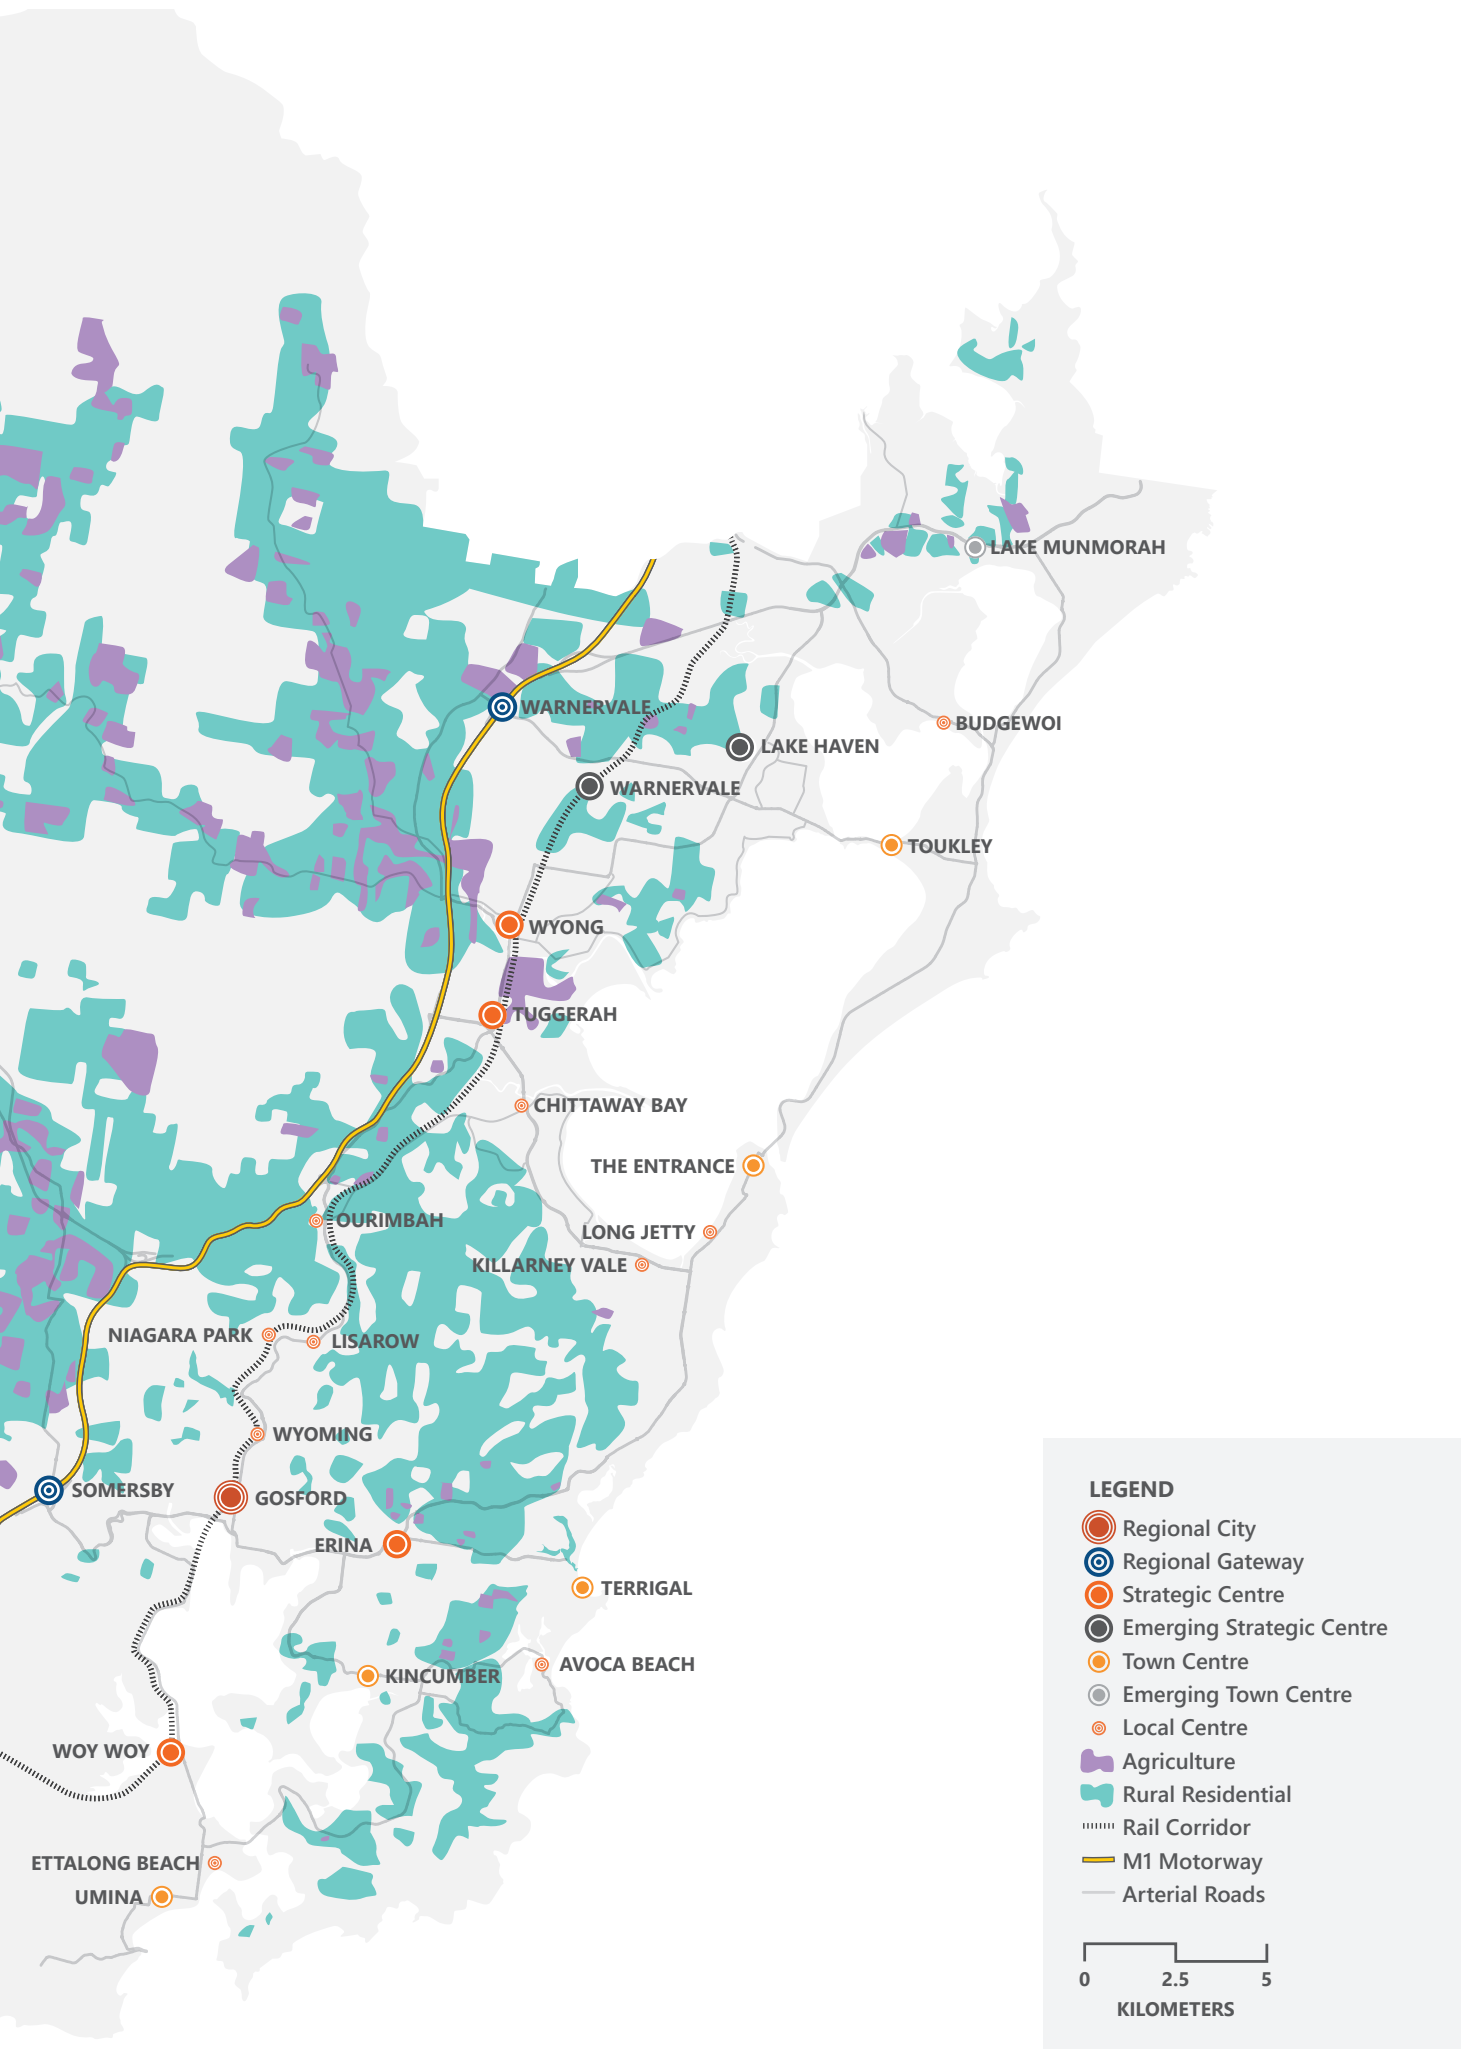 LAKE MUNMORAH
WARNERVALE
BUDGEWOI
LAKE HAVEN
WARNERVALE
TOUKLEY
WYONG
TUGGERAH
CHITTAWAY BAY
THE ENTRANCE
OURIMBAH
LONG JETTY
KILLARNEY VALE
NIAGARA PARK
LISAROW
WYOMING
SOMERSBY
GOSFORD
ERINA
TERRIGAL
AVOCA BEACH
KINCUMBER
WOY WOY
ETTALONG BEACH
UMINA
LEGEND
Regional City
Regional Gateway
Strategic Centre
Emerging Strategic Centre
Town Centre
Emerging Town Centre
Local Centre
Agriculture
Rural Residential
Rail Corridor
M1 Motorway
Arterial Roads
0 2.5 5
KILOMETERS